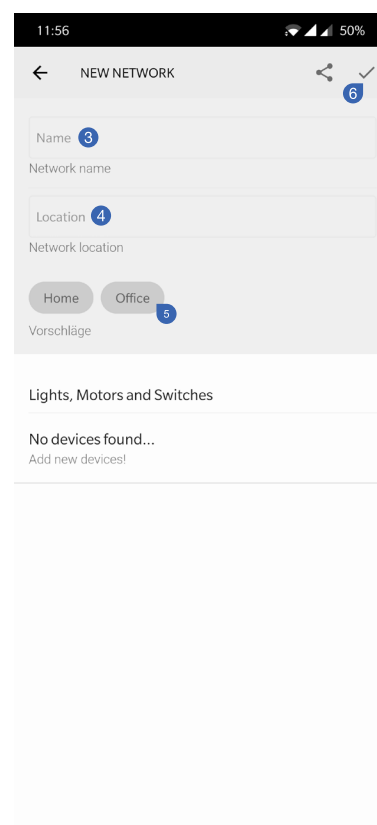 11:56 50%
NEW NETWORK
6
Name 3
Network name
Location 4
Network location
Home Office
5
Vorschläge
Lights, Motors and Switches
No devices found...
Add new devices!